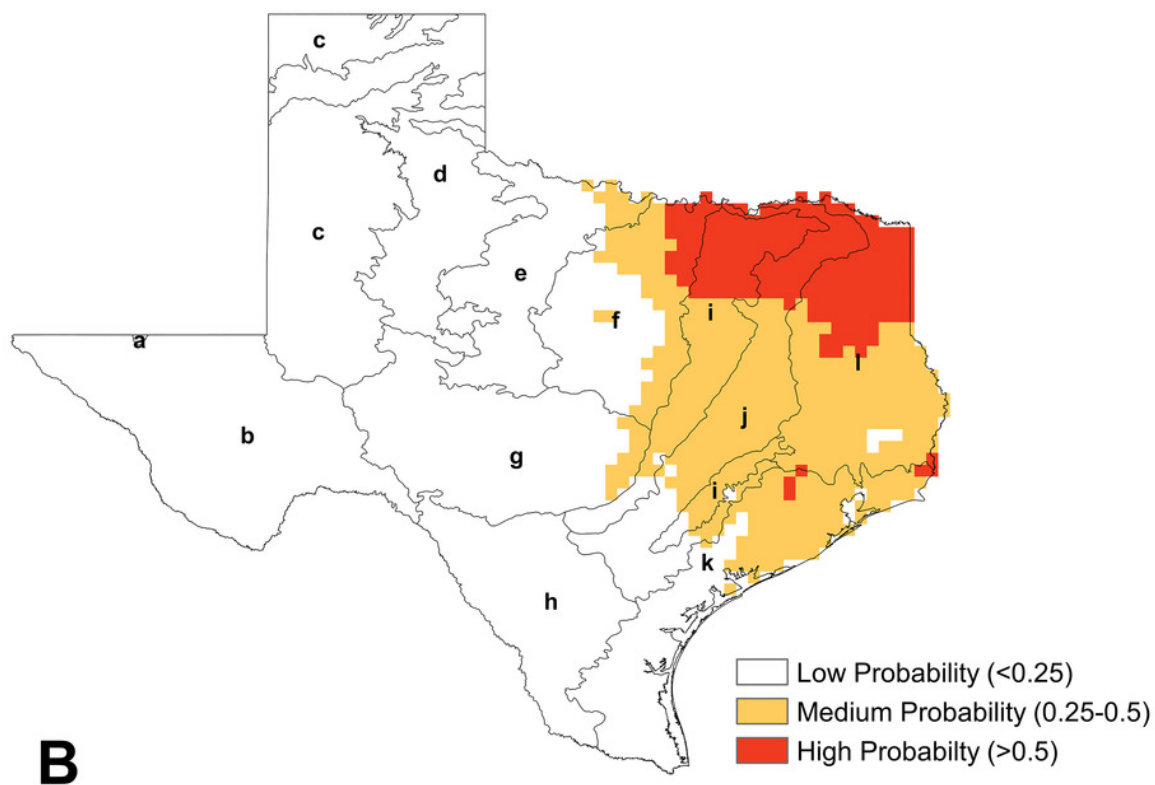 c
d
c
e
i
f
a
l
j
b
g
i
k
h
Low Probability (<0.25)
Medium Probability (0.25-0.5)
High Probabilty (>0.5)
B